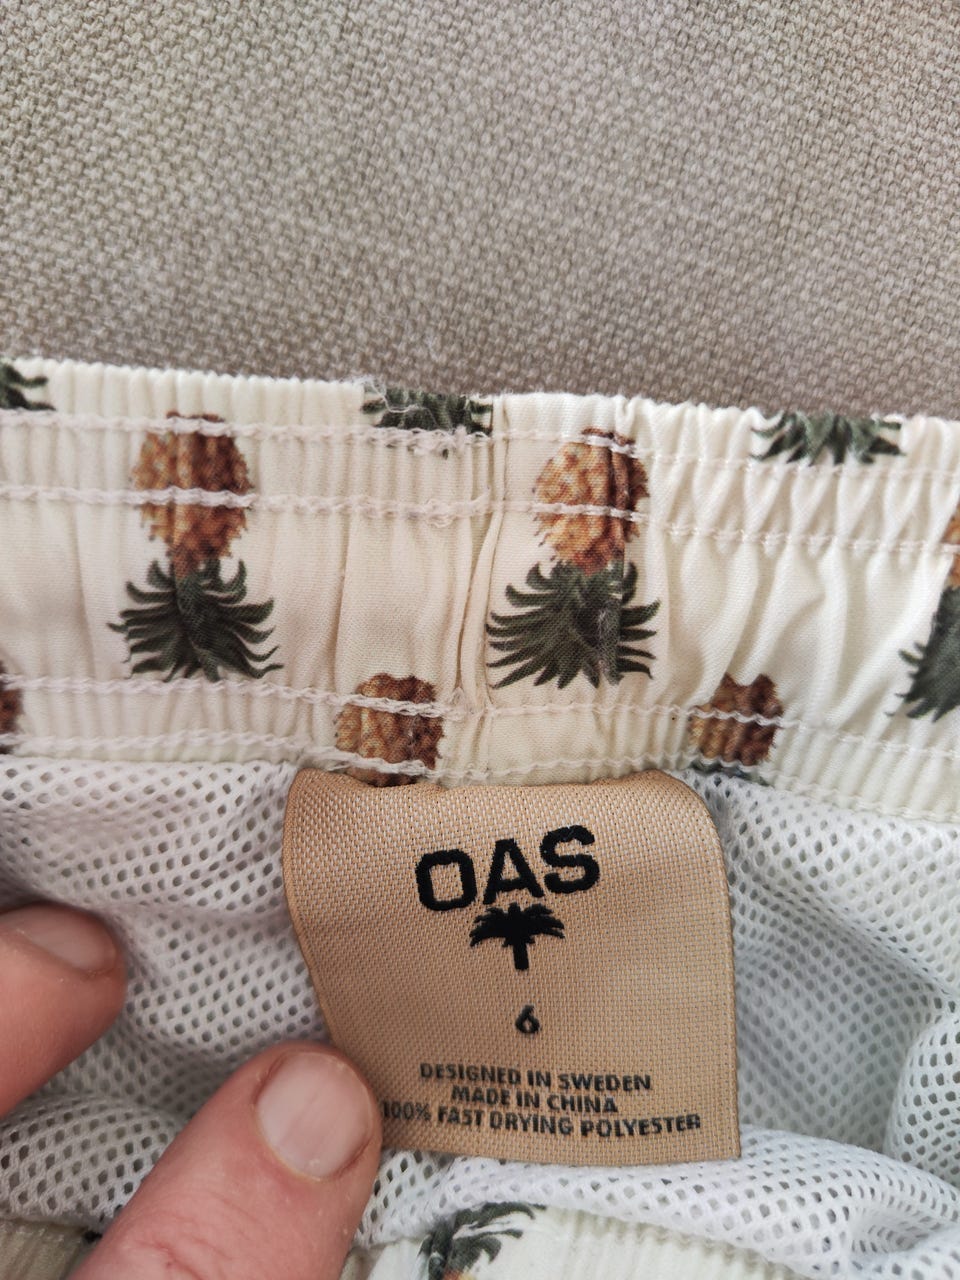 OAS
6
DESIGNED IN SWEDEN
MADE IN CHINA
100% FAST DRYING POLYESTER